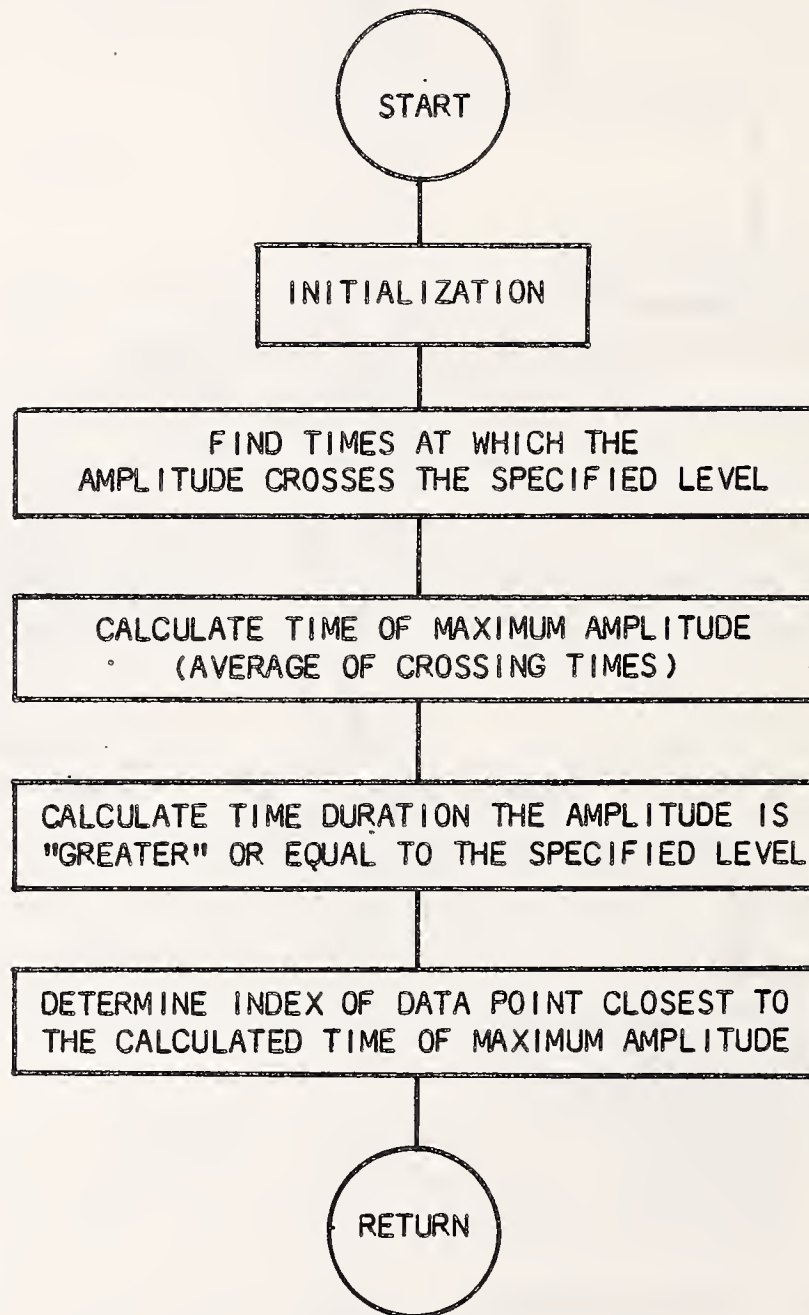 START
INITIALIZATION
FIND TIMES AT WHICH THE
AMPLITUDE CROSSES THE SPECIFIED LEVEL
CALCULATE TIME OF MAXIMUM AMPLITUDE
(AVERAGE OF CROSSING TIMES)
CALCULATE TIME DURATION THE AMPLITUDE IS
"GREATER" OR EQUAL TO THE SPECIFIED LEVEL
DETERMINE INDEX OF DATA POINT CLOSEST TO
THE CALCULATED TIME OF MAXIMUM AMPLITUDE
RETURN